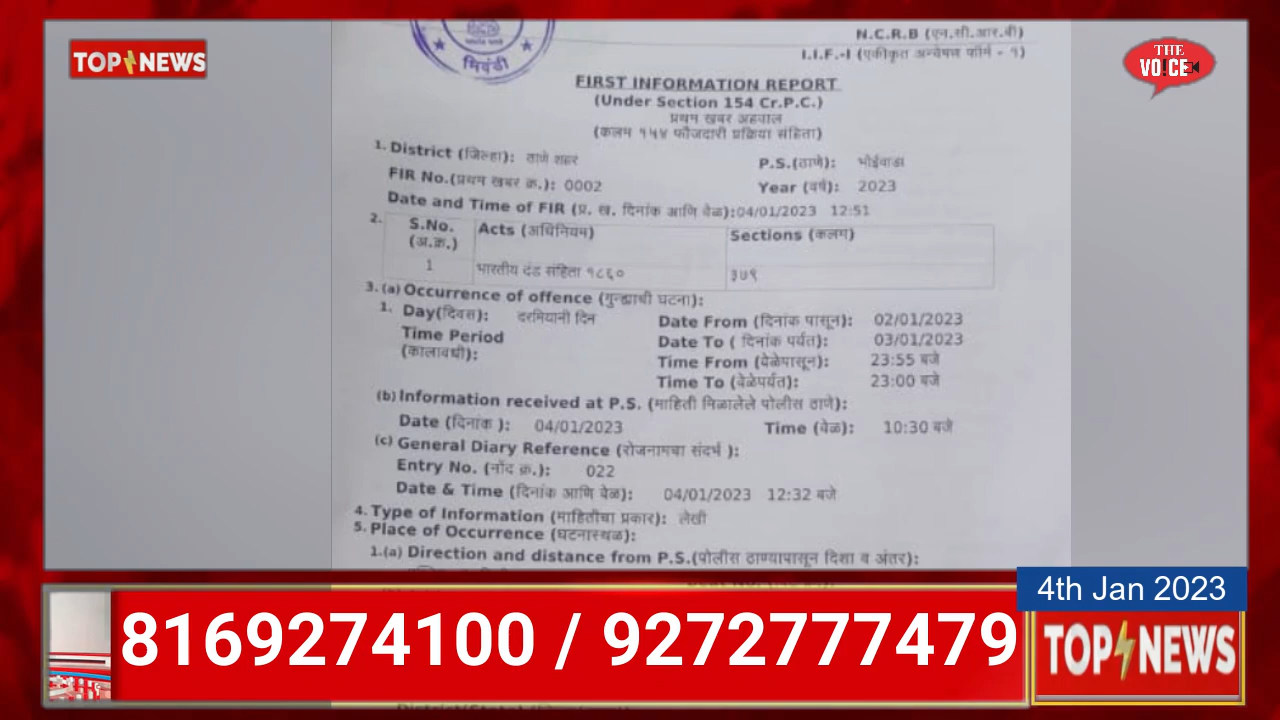 TOP NEWS
THE
VO!CE
भिवंडी
N.C.R.B (एन.सी.आर.बी)
I.I.F.-I (एकीकृत अन्वेषण फॉर्म - १)
FIRST INFORMATION REPORT
(Under Section 154 Cr.P.C.)
प्रथम खबर अहवाल
(कलम १५४ फौजदारी प्रक्रिया संहिता)
1. District (जिल्हा): ठाणे शहर P.S.(ठाणे): भोईवाडा
FIR No.(प्रथम खबर क्र.): 0002 Year (वर्ष): 2023
Date and Time of FIR (प्र. ख. दिनांक आणि वेळ):04/01/2023 12:51
2. S.No. (अ.क्र.) Acts (अधिनियम) Sections (कलम)
1 भारतीय दंड संहिता १८६० ३७९
3. (a) Occurrence of offence (गुन्ह्याची घटना):
1. Day(दिवस): दरमियानी दिन Date From (दिनांक पासून): 02/01/2023
Time Period Date To ( दिनांक पर्यंत): 03/01/2023
(कालावधी): Time From (वेळेपासून): 23:55 बजे
Time To (वेळेपर्यंत): 23:00 बजे
(b) Information received at P.S. (माहिती मिळालेले पोलीस ठाणे):
Date (दिनांक ): 04/01/2023 Time (वेळ): 10:30 बजे
(c) General Diary Reference (रोजनामचा संदर्भ ):
Entry No. (नोंद क्र.): 022
Date & Time (दिनांक आणि वेळ): 04/01/2023 12:32 बजे
4. Type of Information (माहितीचा प्रकार): लेखी
5. Place of Occurrence (घटनास्थळ):
1.(a) Direction and distance from P.S.(पोलीस ठाण्यापासून दिशा व अंतर):
4th Jan 2023
8169274100 / 9272777479
TOP NEWS